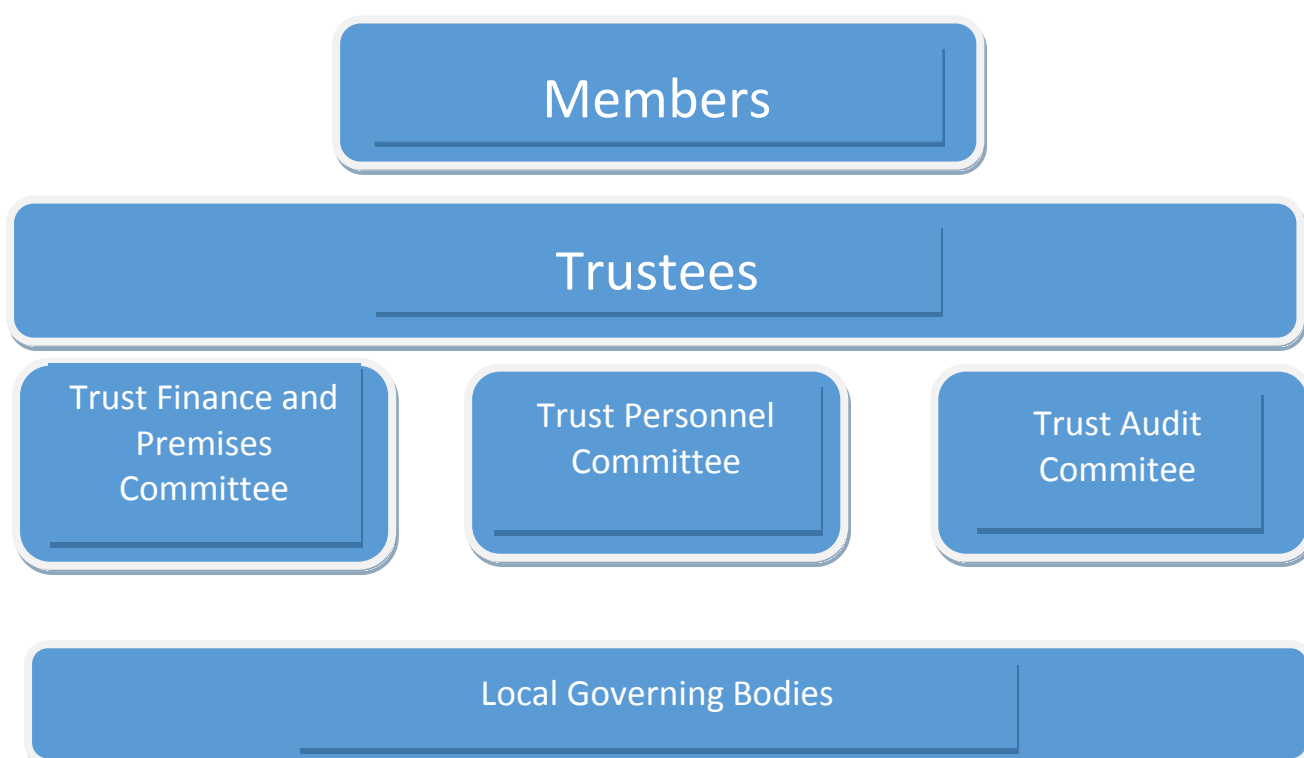 Members
Trustees
Trust Finance and
Premises
Committee
Trust Personnel
Committee
Trust Audit
Commitee
Local Governing Bodies